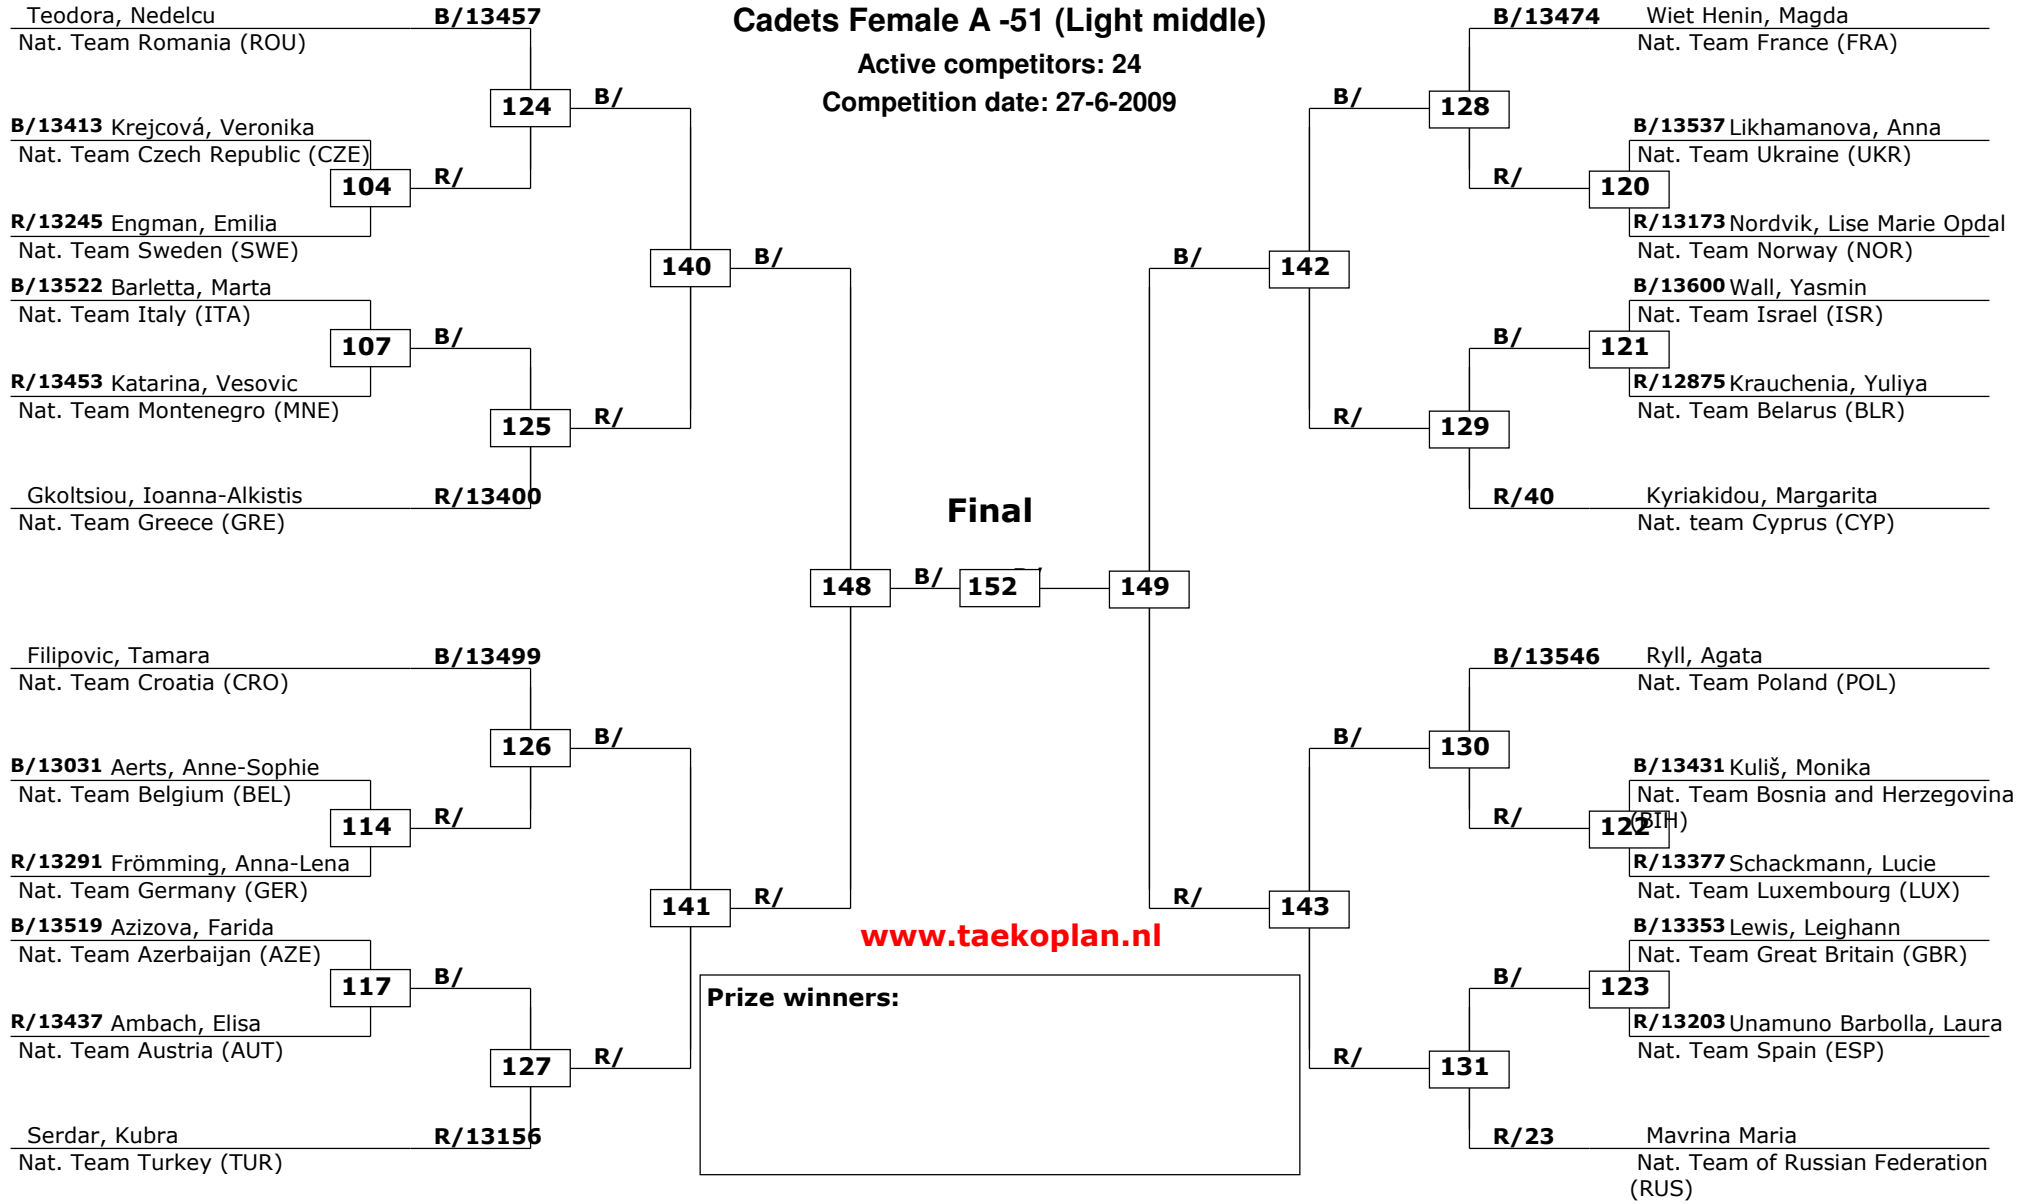 Cadets Female A -51 (Light middle)
Active competitors: 24
Competition date: 27-6-2009
Teodora, Nedelcu
B/13457
Nat. Team Romania (ROU)
124
B/
B/13413 Krejcová, Veronika
Nat. Team Czech Republic (CZE)
104
R/
R/13245 Engman, Emilia
Nat. Team Sweden (SWE)
140
B/
B/13522 Barletta, Marta
Nat. Team Italy (ITA)
107
B/
R/13453 Katarina, Vesovic
Nat. Team Montenegro (MNE)
125
R/
Gkoltsiou, Ioanna-Alkistis
R/13400
Nat. Team Greece (GRE)
Filipovic, Tamara
B/13499
Nat. Team Croatia (CRO)
126
B/
B/13031 Aerts, Anne-Sophie
Nat. Team Belgium (BEL)
114
R/
R/13291 Frömming, Anna-Lena
Nat. Team Germany (GER)
141
R/
B/13519 Azizova, Farida
Nat. Team Azerbaijan (AZE)
117
B/
R/13437 Ambach, Elisa
Nat. Team Austria (AUT)
127
R/
Serdar, Kubra
R/13156
Nat. Team Turkey (TUR)
Final
148
B/
152
149
www.taekoplan.nl
Prize winners:
B/13474
Wiet Henin, Magda
Nat. Team France (FRA)
B/
128
B/13537 Likhamanova, Anna
Nat. Team Ukraine (UKR)
R/
120
R/13173 Nordvik, Lise Marie Opdal
Nat. Team Norway (NOR)
B/
142
B/13600 Wall, Yasmin
Nat. Team Israel (ISR)
B/
121
R/12875 Krauchenia, Yuliya
Nat. Team Belarus (BLR)
R/
129
R/40
Kyriakidou, Margarita
Nat. team Cyprus (CYP)
B/13546
Ryll, Agata
Nat. Team Poland (POL)
B/
130
B/13431 Kuliš, Monika
Nat. Team Bosnia and Herzegovina
(BIH)
R/
122
R/13377 Schackmann, Lucie
Nat. Team Luxembourg (LUX)
R/
143
B/13353 Lewis, Leighann
Nat. Team Great Britain (GBR)
B/
123
R/13203 Unamuno Barbolla, Laura
Nat. Team Spain (ESP)
R/
131
R/23
Mavrina Maria
Nat. Team of Russian Federation
(RUS)